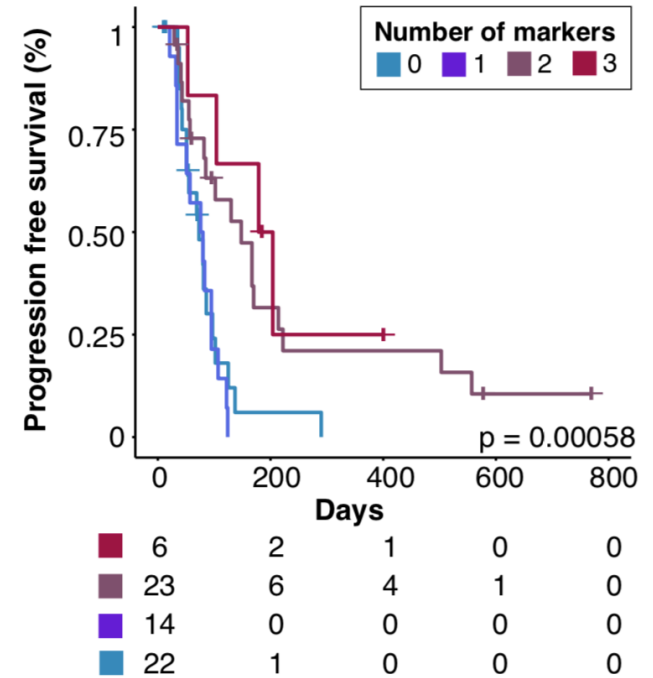 Number of markers
0 1 2 3
Progression free survival (%)
1
0.75
0.50
0.25
0
p = 0.00058
0 200 400 600 800
Days
6 2 1 0 0
23 6 4 1 0
14 0 0 0 0
22 1 0 0 0